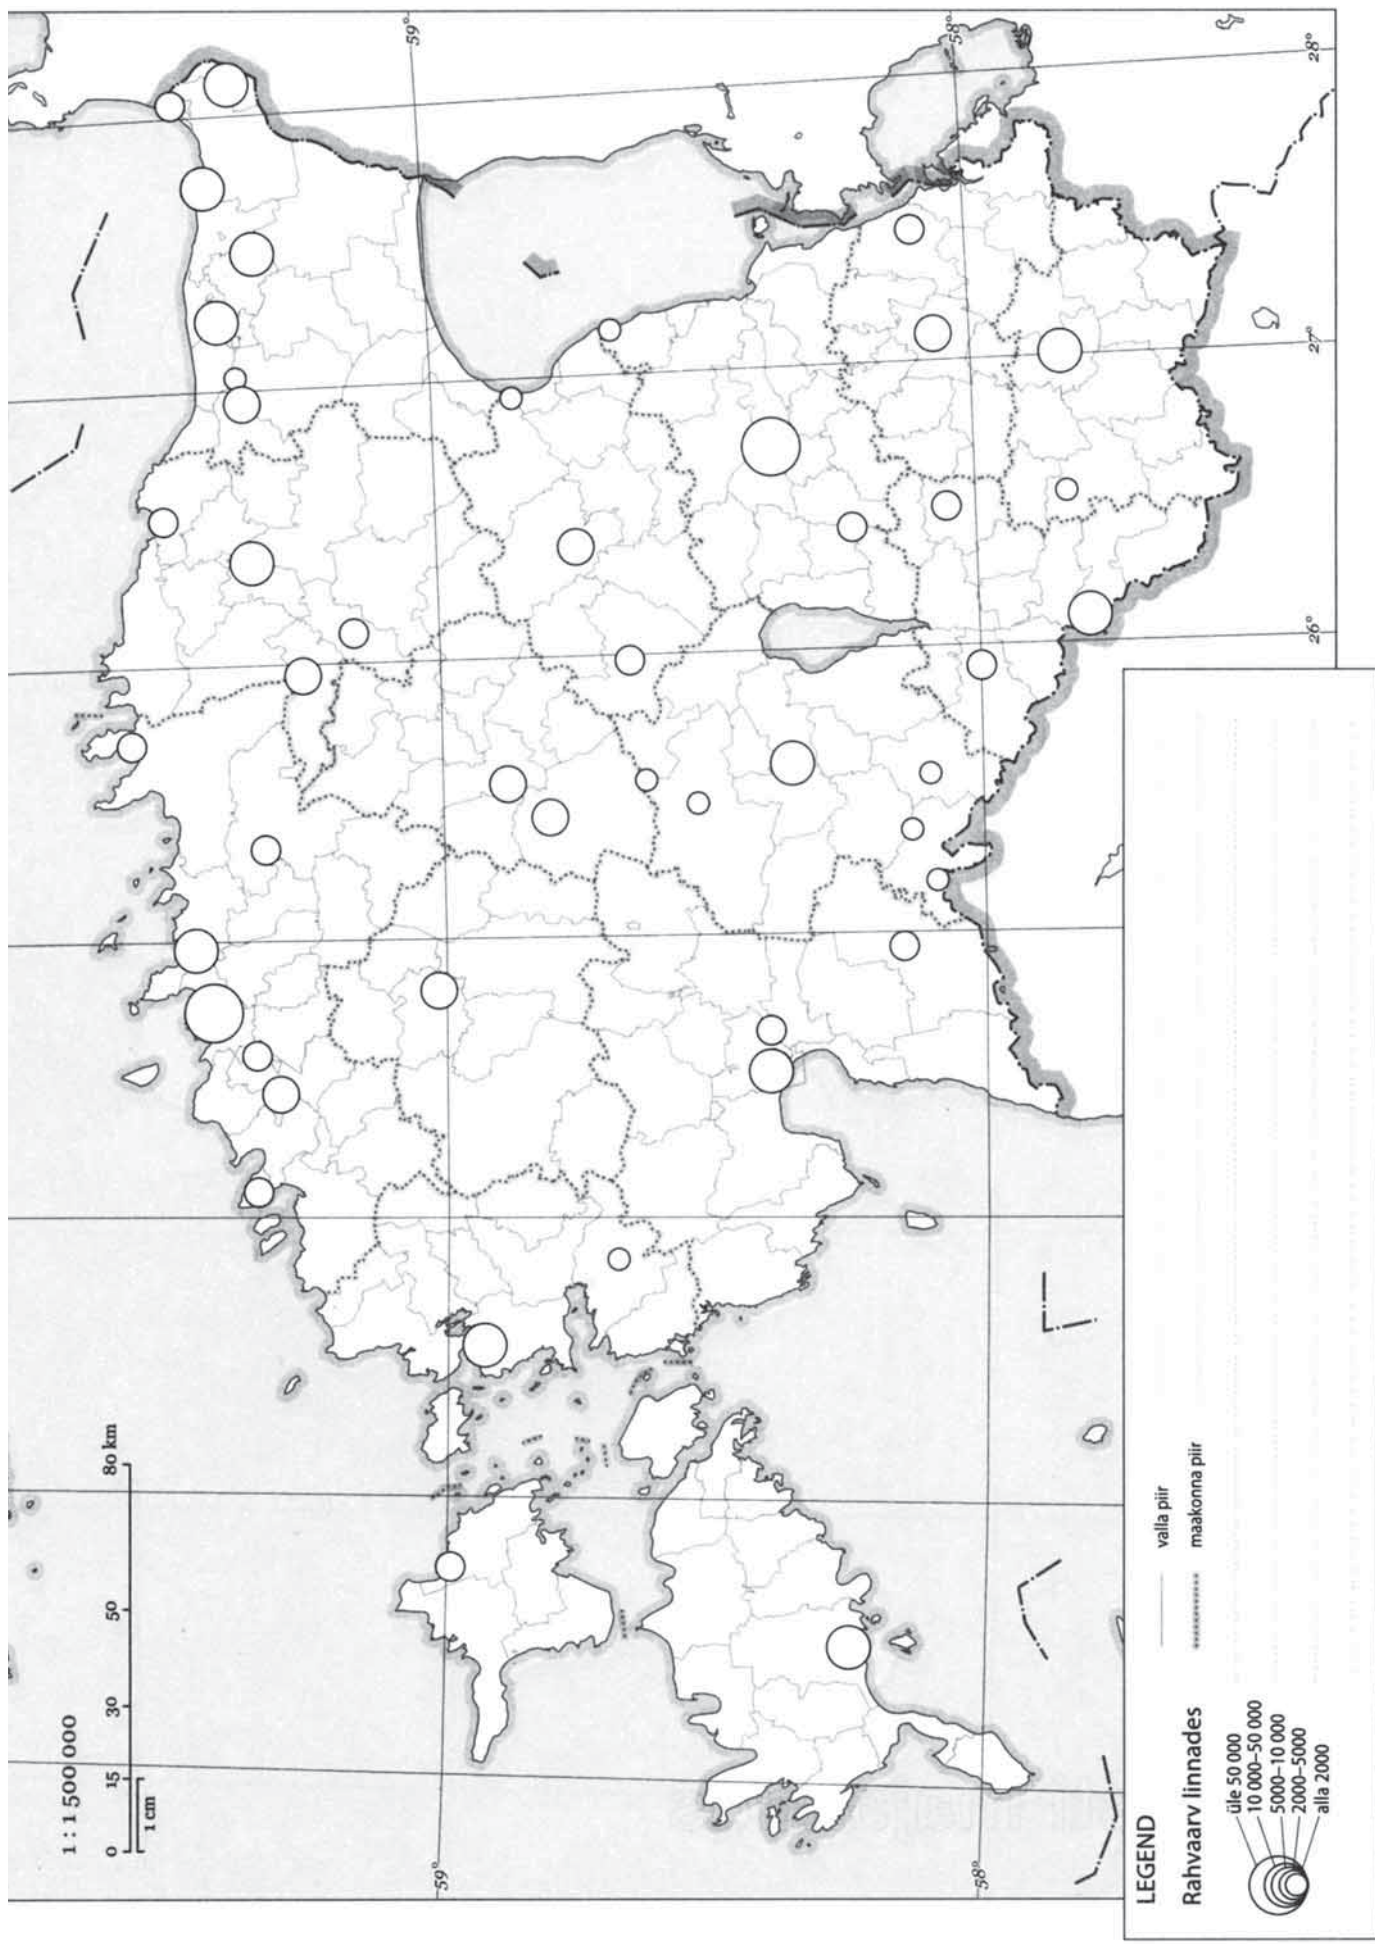 1 : 1 500 000
0 15 30 50 80 km
1 cm
59°
58°
59°
58°
28°
27°
26°
LEGEND
Rahvaarv linnades
üle 50 000
10 000–50 000
5000–10 000
2000–5000
alla 2000
valla piir
maakonna piir